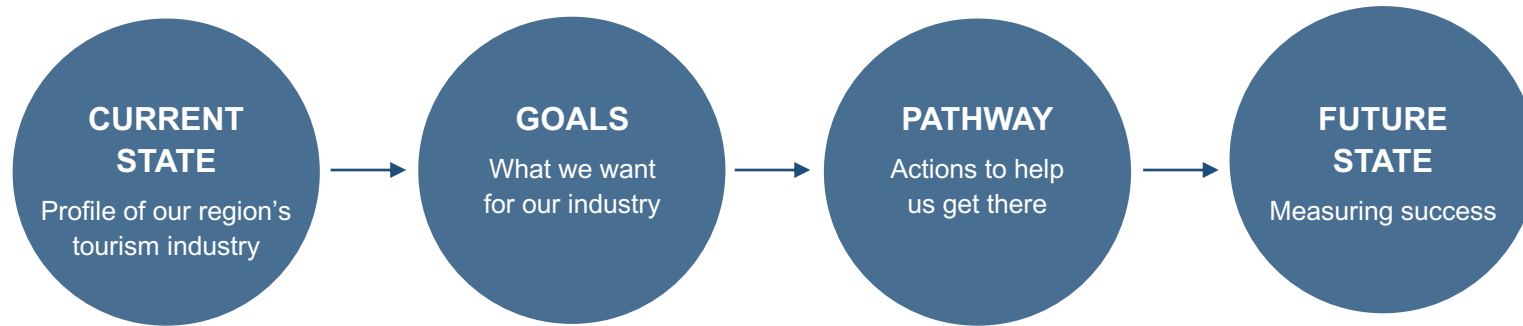 CURRENT
STATE
Profile of our region’s
tourism industry
GOALS
What we want
for our industry
PATHWAY
Actions to help
us get there
FUTURE
STATE
Measuring success